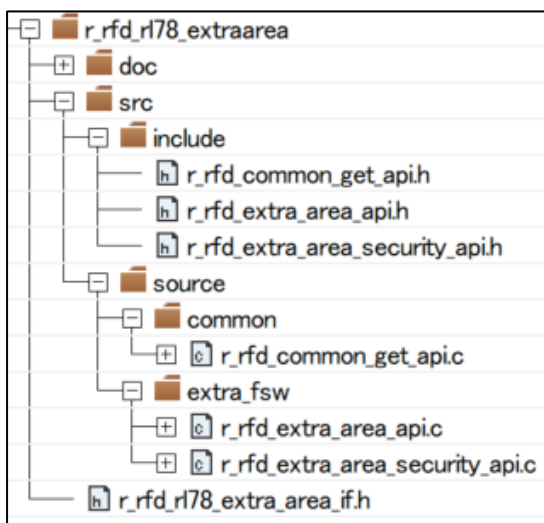 r_rfd_rl78_extraarea
doc
src
include
r_rfd_common_get_api.h
r_rfd_extra_area_api.h
r_rfd_extra_area_security_api.h
source
common
r_rfd_common_get_api.c
extra_fsw
r_rfd_extra_area_api.c
r_rfd_extra_area_security_api.c
r_rfd_rl78_extra_area_if.h